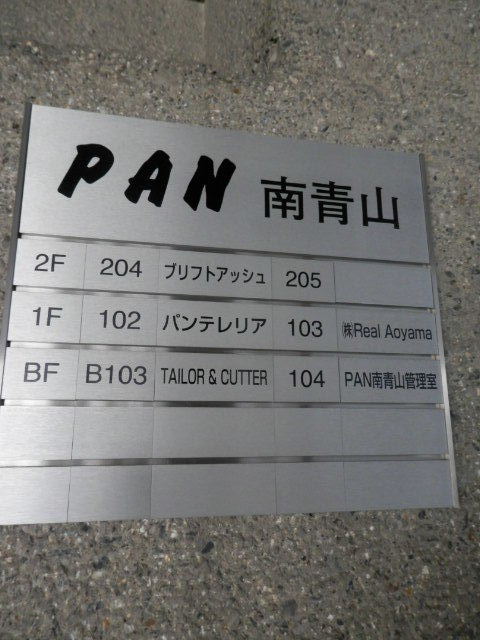 PAN 南青山
2F 204 ブリフトアッシュ 205
1F 102 パンテレリア 103 ㈱Real Aoyama
BF B103 TAILOR & CUTTER 104 PAN南青山管理室